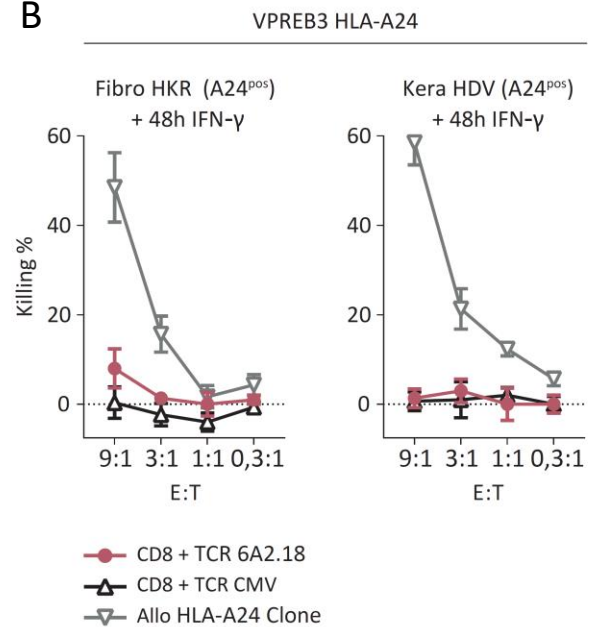 B
VPREB3 HLA-A24
Fibro HKR (A24pos)
+ 48h IFN-γ
Kera HDV (A24pos)
+ 48h IFN-γ
Killing %
60
40
20
0
9:1 3:1 1:1 0,3:1
E:T
60
40
20
0
9:1 3:1 1:1 0,3:1
E:T
CD8 + TCR 6A2.18
CD8 + TCR CMV
Allo HLA-A24 Clone